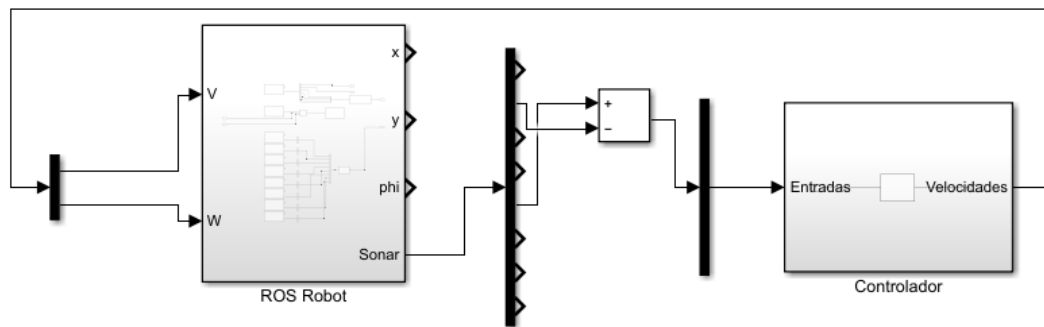 x
V
y
phi
W
Sonar
ROS Robot
+
−
Entradas
Velocidades
Controlador